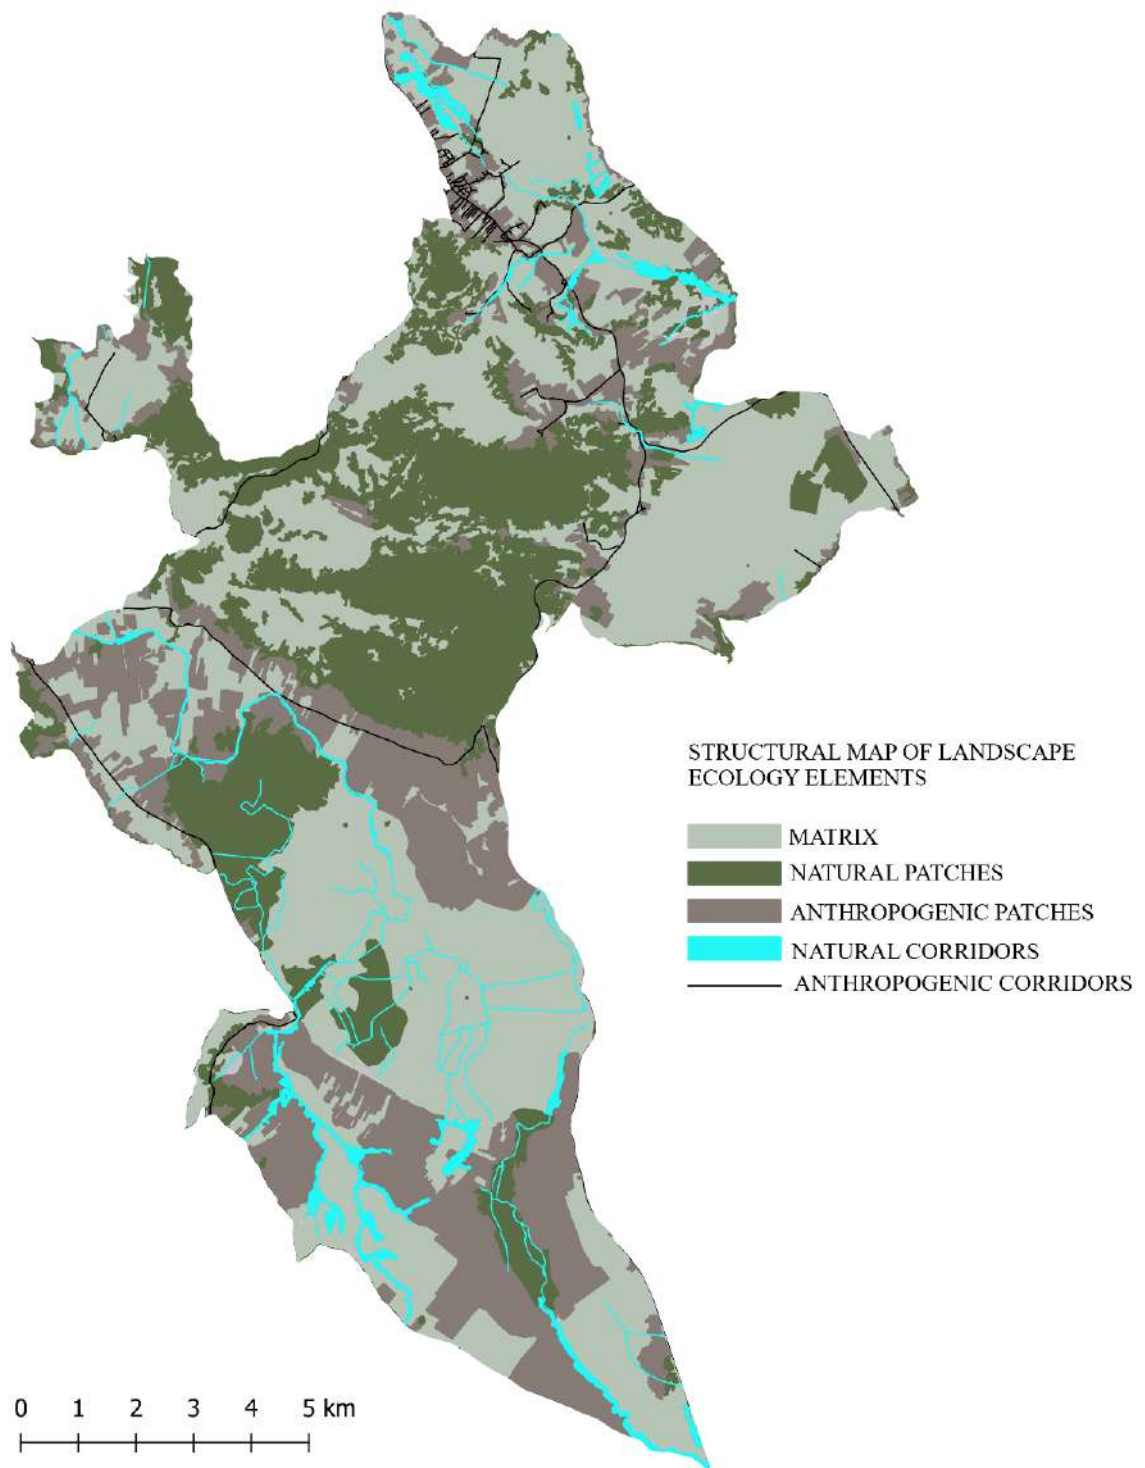 STRUCTURAL MAP OF LANDSCAPE
ECOLOGY ELEMENTS
MATRIX
NATURAL PATCHES
ANTHROPOGENIC PATCHES
NATURAL CORRIDORS
ANTHROPOGENIC CORRIDORS
0 1 2 3 4 5 km